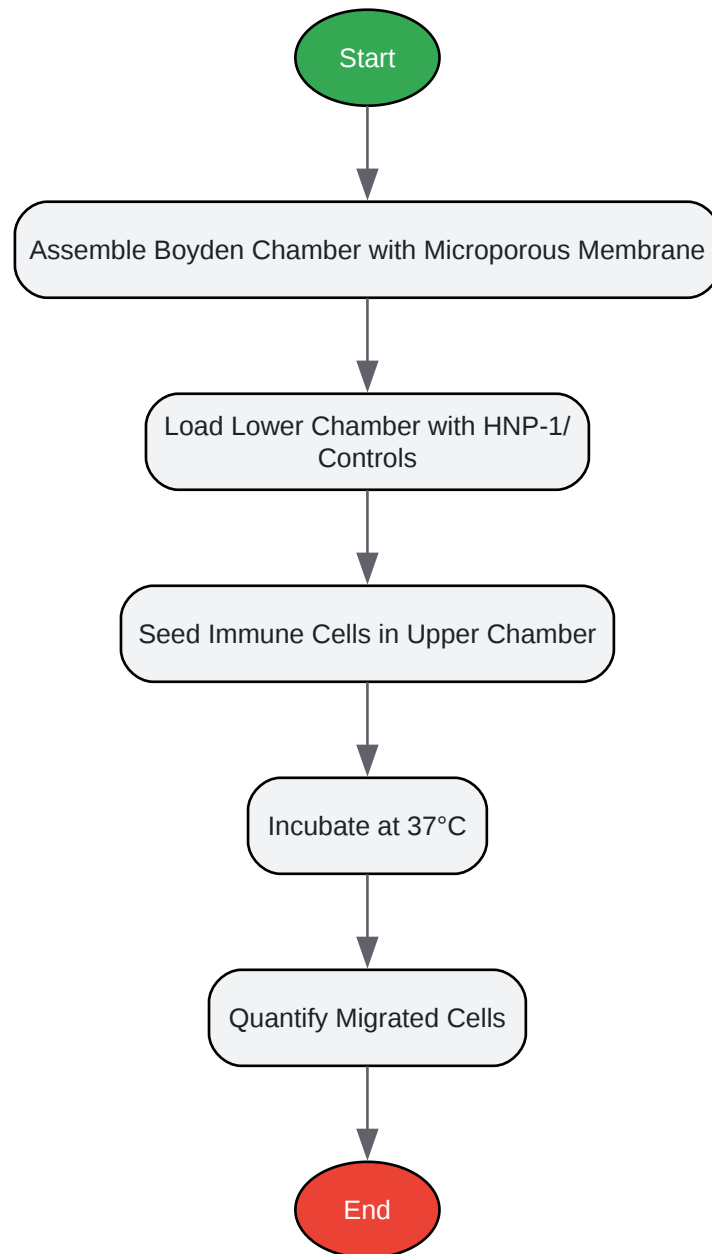 Start
Assemble Boyden Chamber with Microporous Membrane
Load Lower Chamber with HNP-1/
Controls
Seed Immune Cells in Upper Chamber
Incubate at 37°C
Quantify Migrated Cells
End